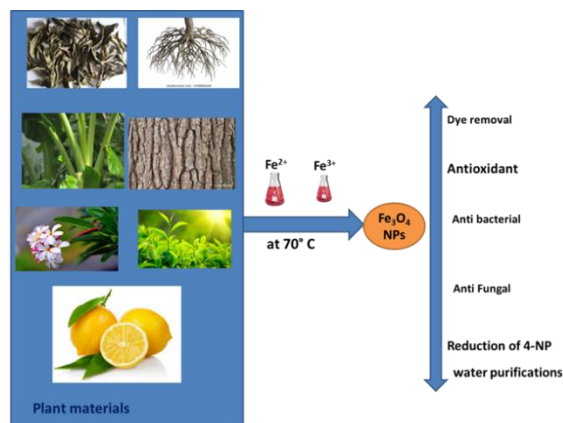 Fe²⁺
Fe³⁺
at 70° C
Fe₃O₄
NPs
Dye removal
Antioxidant
Anti bacterial
Anti Fungal
Reduction of 4-NP
water purifications
Plant materials